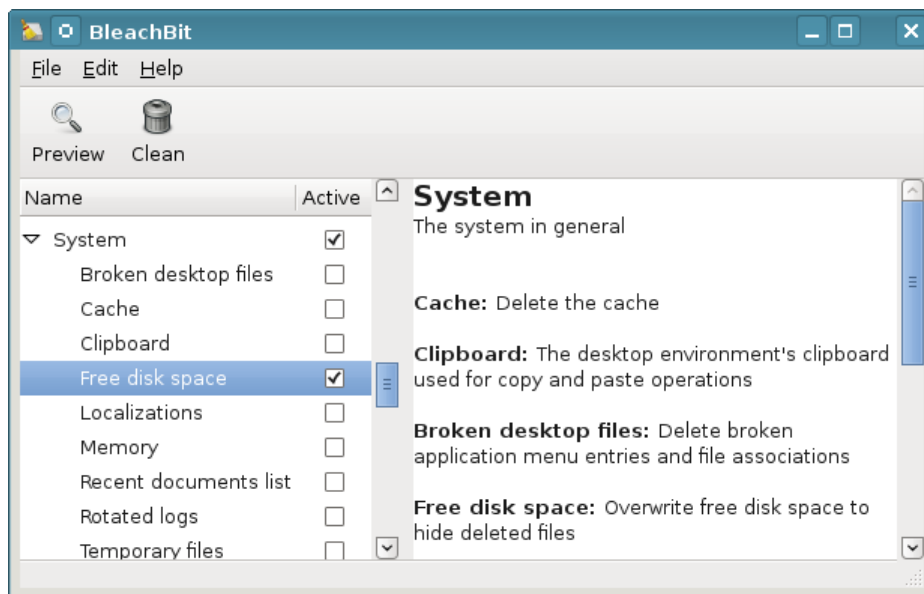 BleachBit
File Edit Help
Preview Clean
Name Active
System
Broken desktop files
Cache
Clipboard
Free disk space
Localizations
Memory
Recent documents list
Rotated logs
Temporary files
System
The system in general
Cache: Delete the cache
Clipboard: The desktop environment's clipboard
used for copy and paste operations
Broken desktop files: Delete broken
application menu entries and file associations
Free disk space: Overwrite free disk space to
hide deleted files